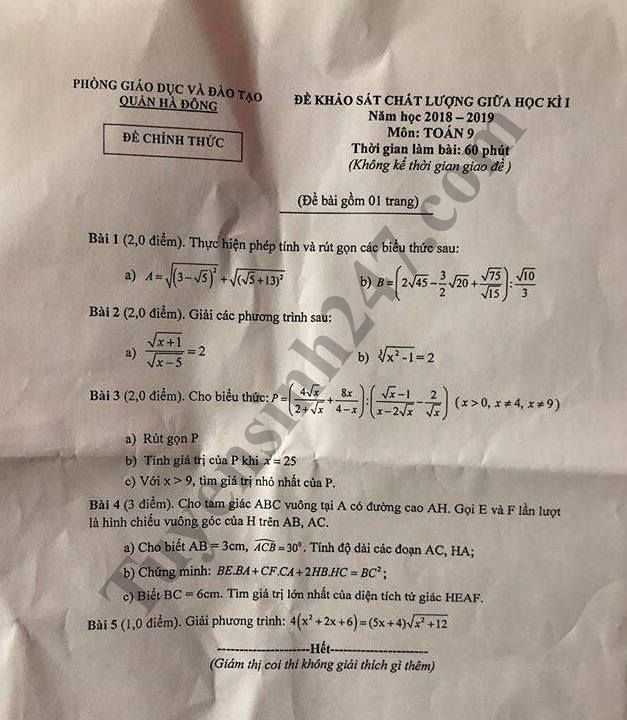 PHÒNG GIÁO DỤC VÀ ĐÀO TẠO
QUẬN HÀ ĐÔNG
ĐỀ CHÍNH THỨC
ĐỀ KHẢO SÁT CHẤT LƯỢNG GIỮA HỌC KÌ I
Năm học 2018 – 2019
Môn: TOÁN 9
Thời gian làm bài: 60 phút
(Không kể thời gian giao đề)
(Đề bài gồm 01 trang)
Bài 1 (2,0 điểm). Thực hiện phép tính và rút gọn các biểu thức sau:
a) A = √((3−√5)²) + √((√5+13)²) b) B = (2√45 − 3/2√20 + √75/√15) : √10/3
Bài 2 (2,0 điểm). Giải các phương trình sau:
a) √(x+1)/√(x−5) = 2 b) ∛(x²−1) = 2
Bài 3 (2,0 điểm). Cho biểu thức: P = (4√x/(2+√x) + 8x/(4−x)) : ((√x−1)/(x−2√x) − 2/√x) (x>0, x≠4, x≠9)
a) Rút gọn P
b) Tính giá trị của P khi x = 25
c) Với x > 9, tìm giá trị nhỏ nhất của P.
Bài 4 (3 điểm). Cho tam giác ABC vuông tại A có đường cao AH. Gọi E và F lần lượt
là hình chiếu vuông góc của H trên AB, AC.
a) Cho biết AB = 3cm, ACB = 30⁰. Tính độ dài các đoạn AC, HA;
b) Chứng minh: BE.BA + CF.CA + 2HB.HC = BC²;
c) Biết BC = 6cm. Tìm giá trị lớn nhất của diện tích tứ giác HEAF.
Bài 5 (1,0 điểm). Giải phương trình: 4(x² + 2x + 6) = (5x + 4)√(x² + 12)
--------------------Hết--------------------
(Giám thị coi thi không giải thích gì thêm)
Tuyensinh247.com